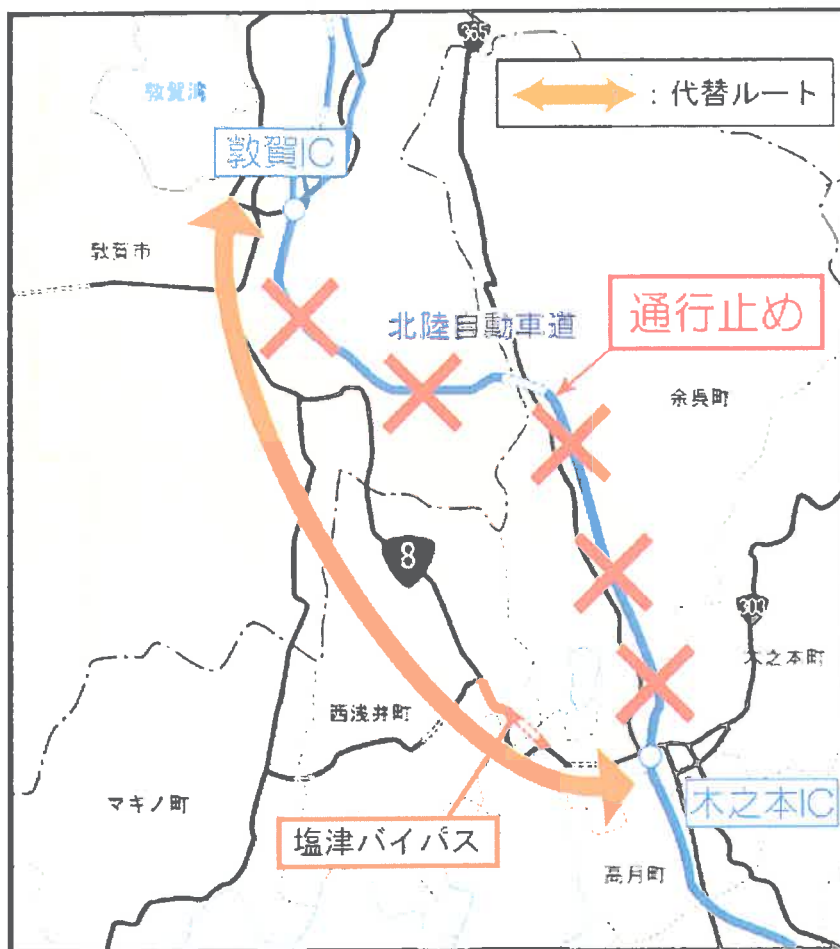 365
敦賀湾
：代替ルート
敦賀IC
敦賀市
北陸自動車道
通行止め
余呉町
8
303
木之本町
西浅井町
マキノ町
塩津バイパス
木之本IC
高月町